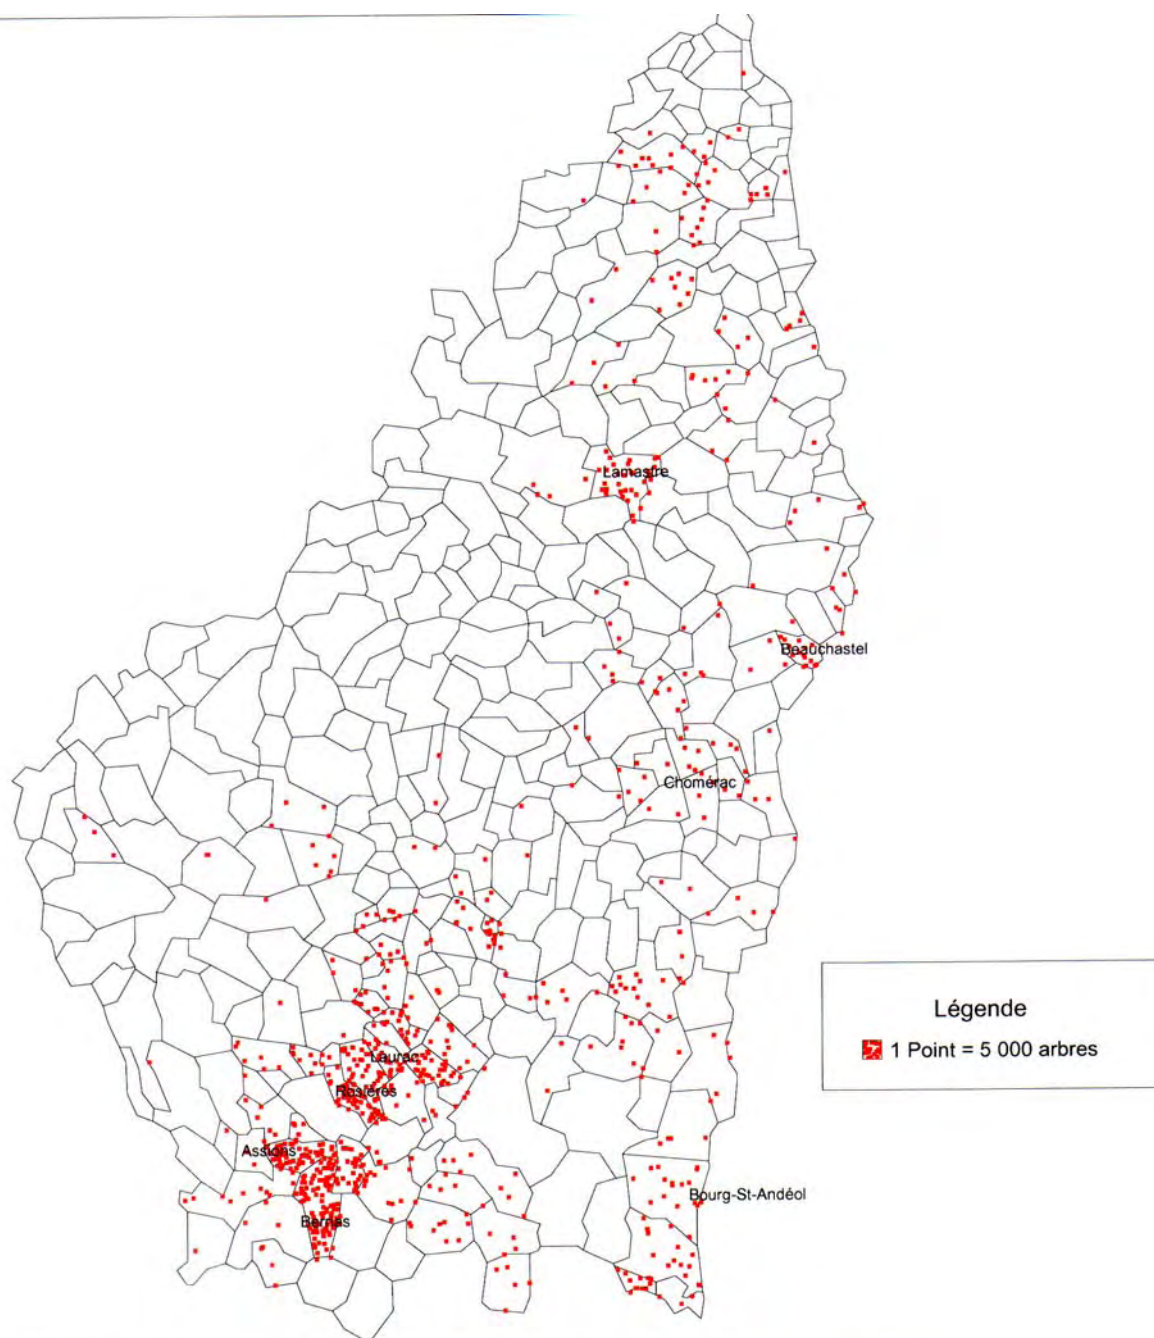 Lamastre
Beauchastel
Chomérac
Légende
1 Point = 5 000 arbres
Laurac
Rosières
Assions
Bourg-St-Andéol
Berrias